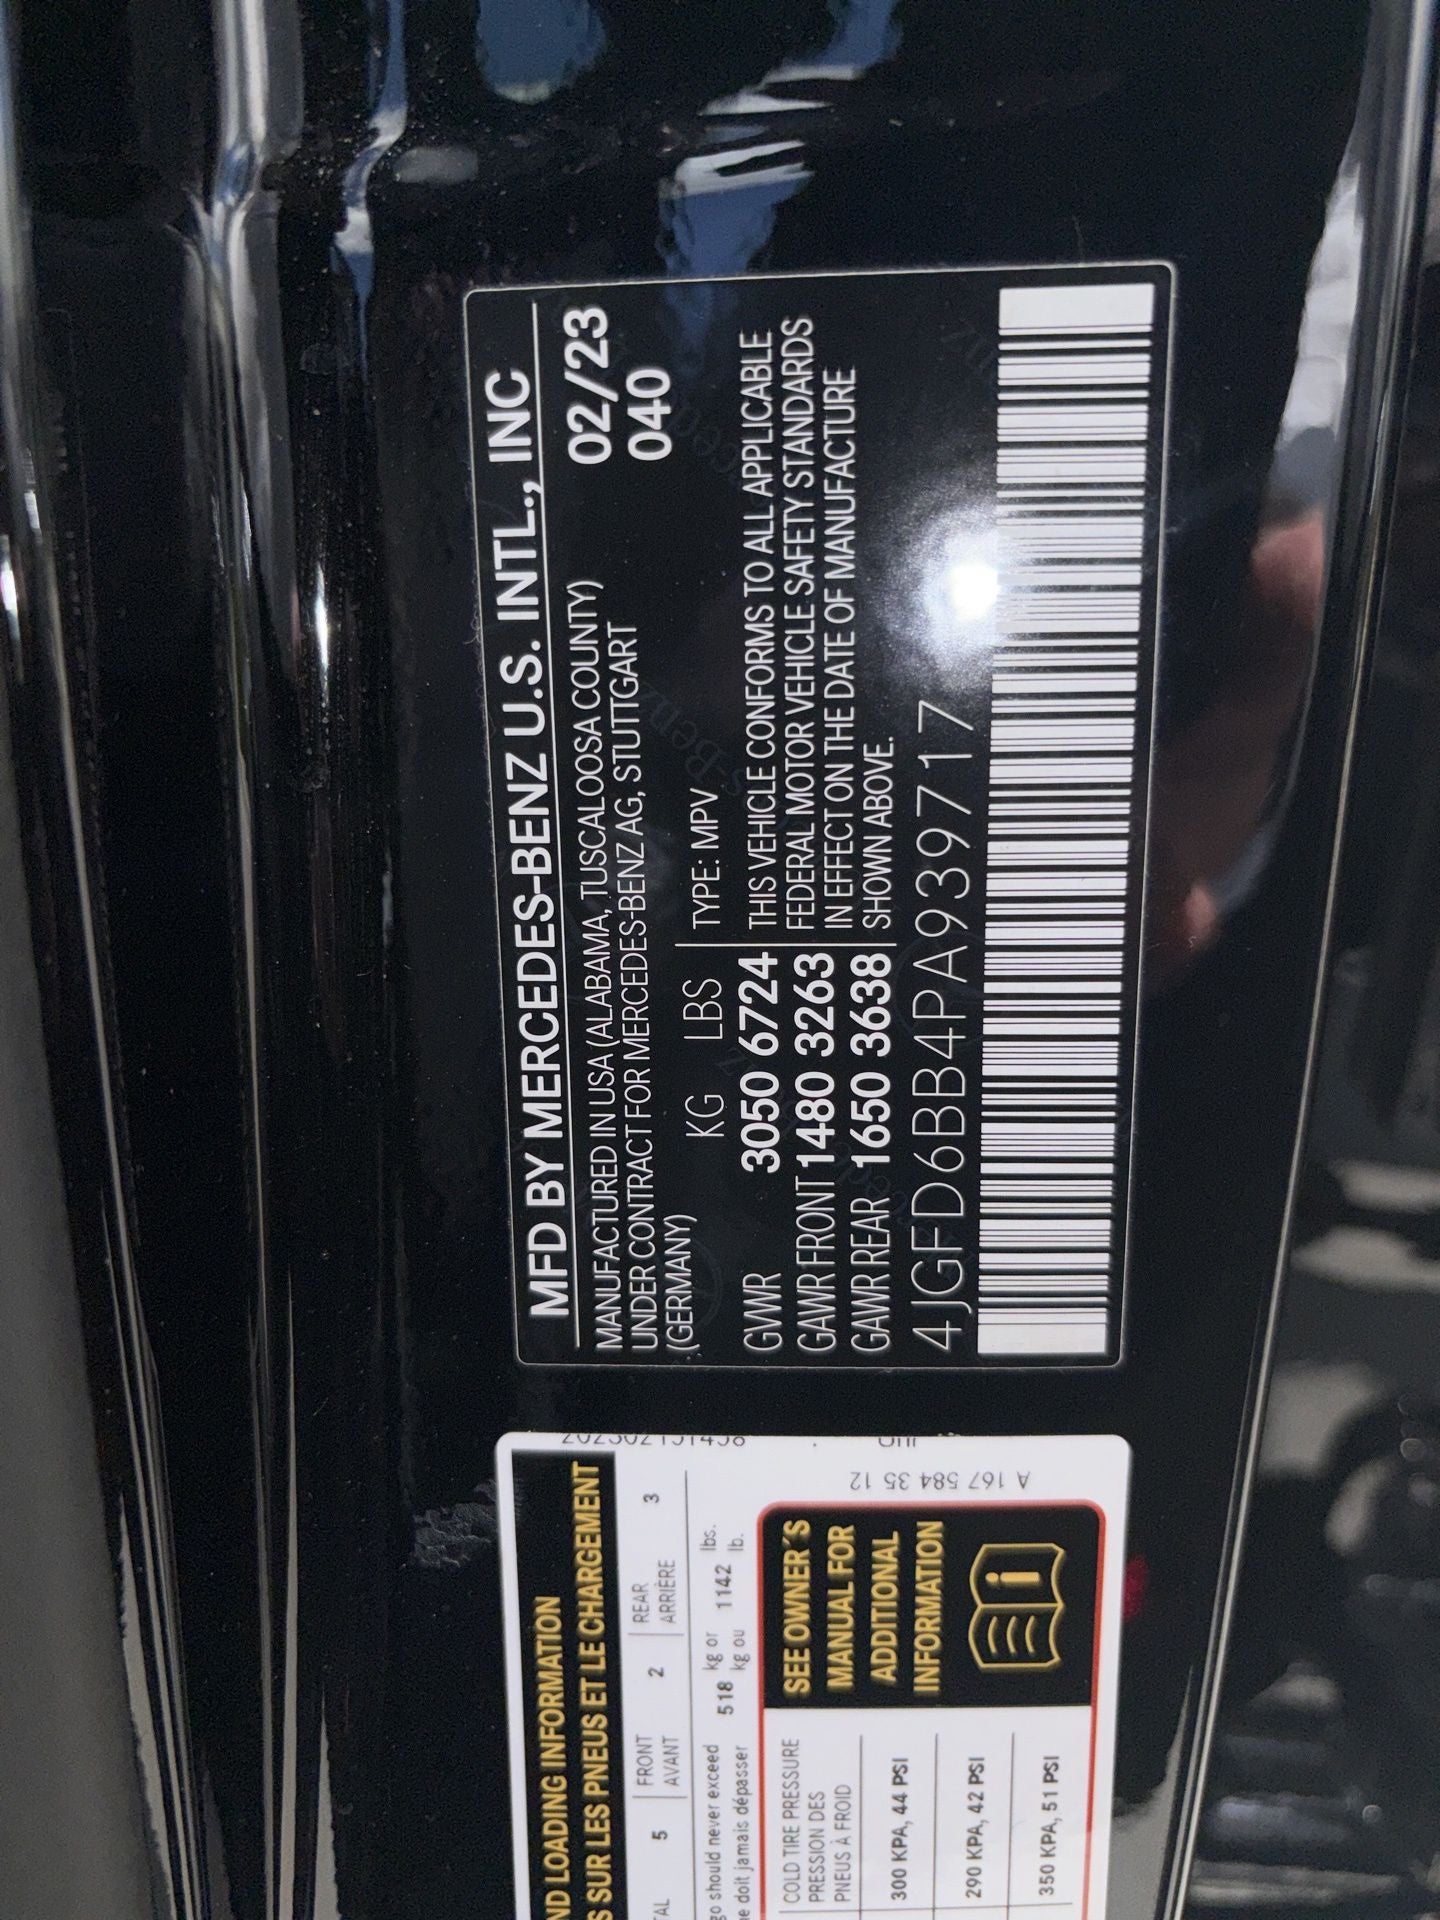 MFD BY MERCEDES-BENZ U.S. INTL., INC
MANUFACTURED IN USA (ALABAMA, TUSCALOOSA COUNTY) 02/23
UNDER CONTRACT FOR MERCEDES-BENZ AG, STUTTGART 040
(GERMANY)
KG LBS TYPE: MPV
GVWR 3050 6724 THIS VEHICLE CONFORMS TO ALL APPLICABLE
GAWR FRONT 1480 3263 FEDERAL MOTOR VEHICLE SAFETY STANDARDS
GAWR REAR 1650 3638 IN EFFECT ON THE DATE OF MANUFACTURE
SHOWN ABOVE.
4JGFD6BB4PA939717
LOADING INFORMATION
SUR LES PNEUS ET LE CHARGEMENT
5 FRONT 2 REAR 3
AVANT ARRIÈRE
should never exceed 518 kg or 1142 lbs.
doit jamais dépasser kg ou lb.
COLD TIRE PRESSURE
PRESSION DES
PNEUS À FROID
300 KPA, 44 PSI
290 KPA, 42 PSI
350 KPA, 51 PSI
SEE OWNER´S
MANUAL FOR
ADDITIONAL
INFORMATION
A 167 584 35 12